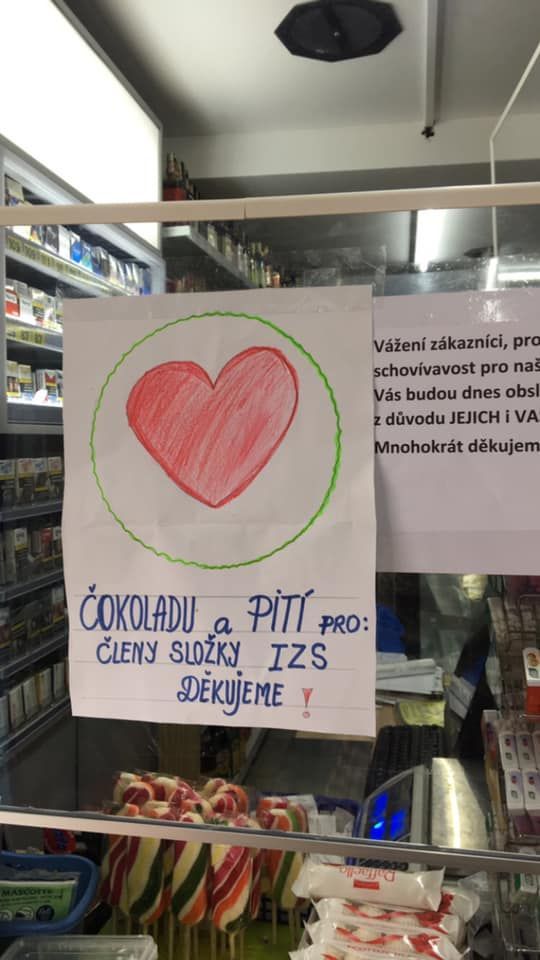 ČOKOLADU a PITÍ PRO:
ČLENY SLOŽKY IZS
DĚKUJEME !
Vážení zákazníci, pro
schovívavost pro naš
Vás budou dnes obsl
z důvodu JEJICH i VA
Mnohokrát děkujem
MASCOTTE
Raffaello